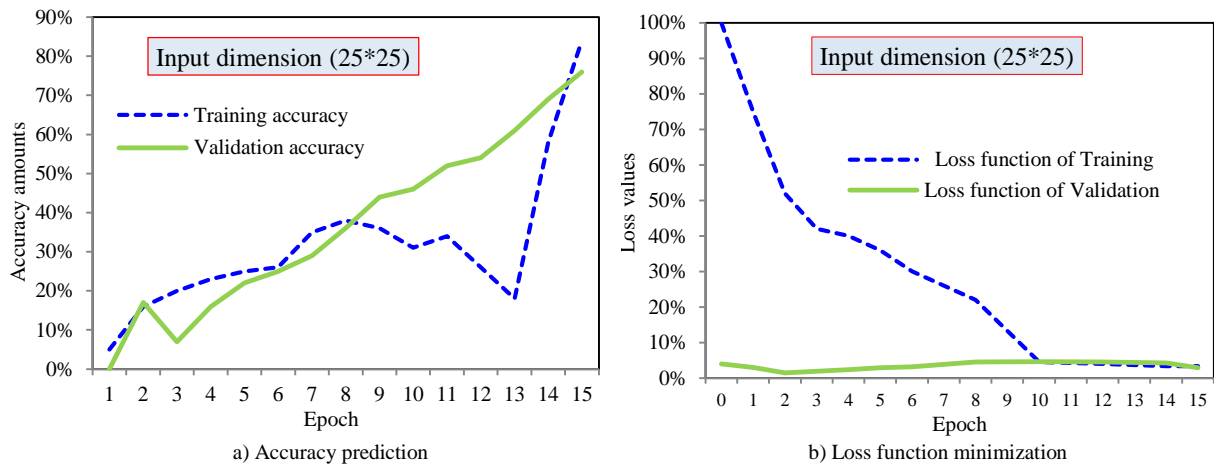 90%
80%
70%
60%
50%
40%
30%
20%
10%
0%
Accuracy amounts
Input dimension (25*25)
Training accuracy
Validation accuracy
1 2 3 4 5 6 7 8 9 10 11 12 13 14 15
Epoch
a) Accuracy prediction
100%
90%
80%
70%
60%
50%
40%
30%
20%
10%
0%
Loss values
Input dimension (25*25)
Loss function of Training
Loss function of Validation
0 1 2 3 4 5 6 7 8 9 10 11 12 13 14 15
Epoch
b) Loss function minimization